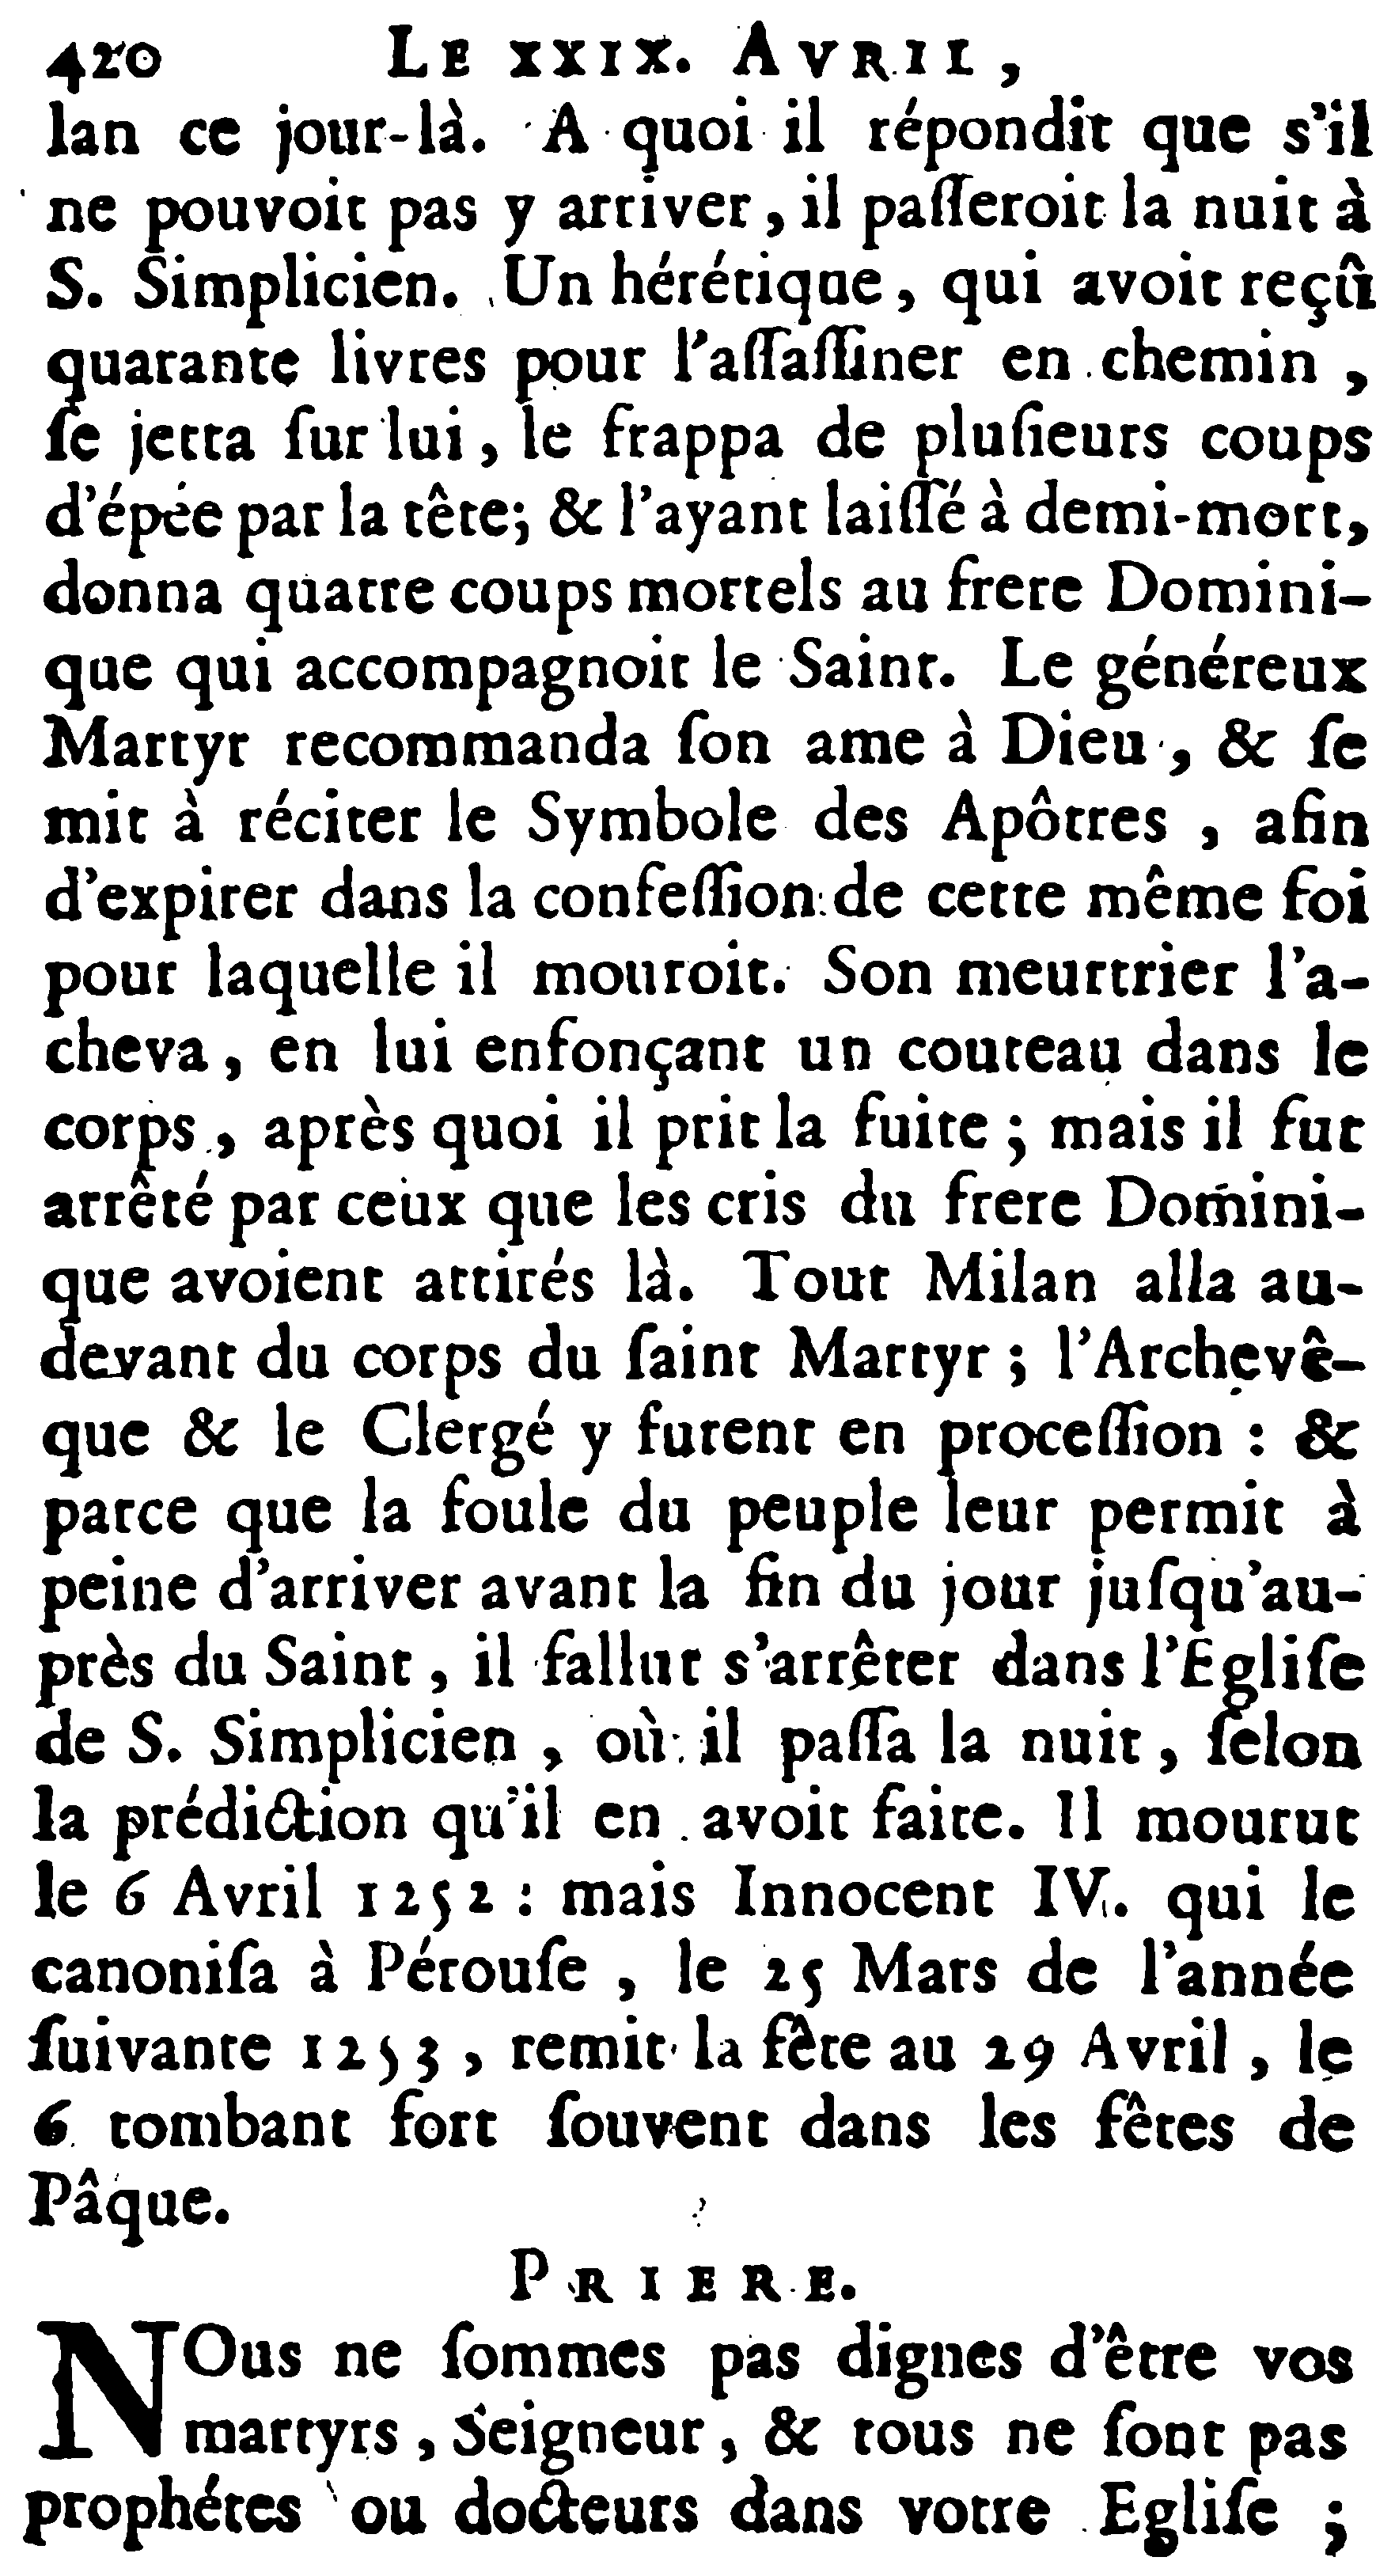 420 LE XXIX. AVRIL,
lan ce jour-là. A quoi il répondit que s'il
ne pouvoit pas y arriver, il paſſeroit la nuit à
S. Simplicien. Un hérétique, qui avoit reçû
quarante livres pour l'aſſaſſiner en chemin,
ſe jetta ſur lui, le frappa de pluſieurs coups
d'épée par la tête; & l'ayant laiſſé à demi-mort,
donna quatre coups mortels au frere Domini-
que qui accompagnoit le Saint. Le généreux
Martyr recommanda ſon ame à Dieu, & ſe
mit à réciter le Symbole des Apôtres, afin
d'expirer dans la confeſſion de cette même foi
pour laquelle il mouroit. Son meurtrier l'a-
cheva, en lui enfonçant un couteau dans le
corps, après quoi il prit la fuite; mais il fut
arrêté par ceux que les cris du frere Domini-
que avoient attirés là. Tout Milan alla au-
devant du corps du ſaint Martyr; l'Archevê-
que & le Clergé y furent en proceſſion : &
parce que la foule du peuple leur permit à
peine d'arriver avant la fin du jour juſqu'au-
près du Saint, il fallut s'arrêter dans l'Egliſe
de S. Simplicien, où il paſſa la nuit, ſelon
la prédiction qu'il en avoit faite. Il mourut
le 6 Avril 1252 : mais Innocent IV. qui le
canoniſa à Pérouſe, le 25 Mars de l'année
ſuivante 1253, remit la fête au 29 Avril, le
6 tombant fort ſouvent dans les fêtes de
Pâque.
PRIERE.
NOus ne ſommes pas dignes d'être vos
martyrs, Seigneur, & tous ne ſont pas
prophétes ou docteurs dans votre Egliſe;